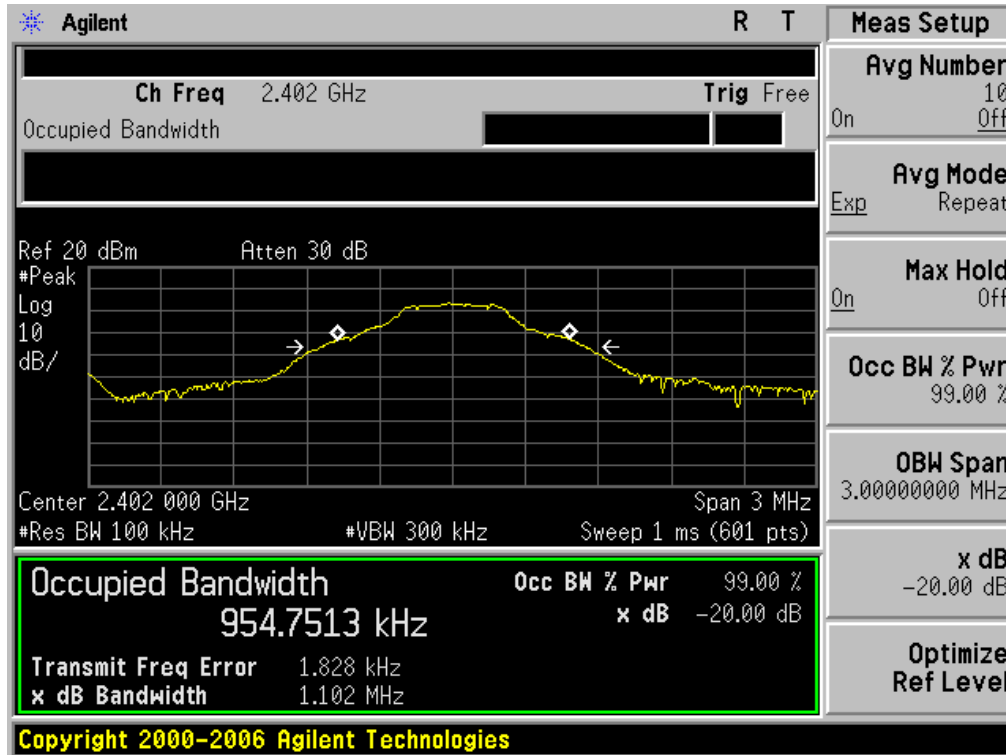 Agilent R T
Ch Freq 2.402 GHz Trig Free
Occupied Bandwidth
Ref 20 dBm Atten 30 dB
#Peak
Log
10
dB/
Center 2.402 000 GHz Span 3 MHz
#Res BW 100 kHz #VBW 300 kHz Sweep 1 ms (601 pts)
Occupied Bandwidth Occ BW % Pwr 99.00 %
954.7513 kHz x dB -20.00 dB
Transmit Freq Error 1.828 kHz
x dB Bandwidth 1.102 MHz
Copyright 2000-2006 Agilent Technologies
Meas Setup
Avg Number
10
On Off
Avg Mode
Exp Repeat
Max Hold
On Off
Occ BW % Pwr
99.00 %
OBW Span
3.00000000 MHz
x dB
-20.00 dB
Optimize
Ref Level